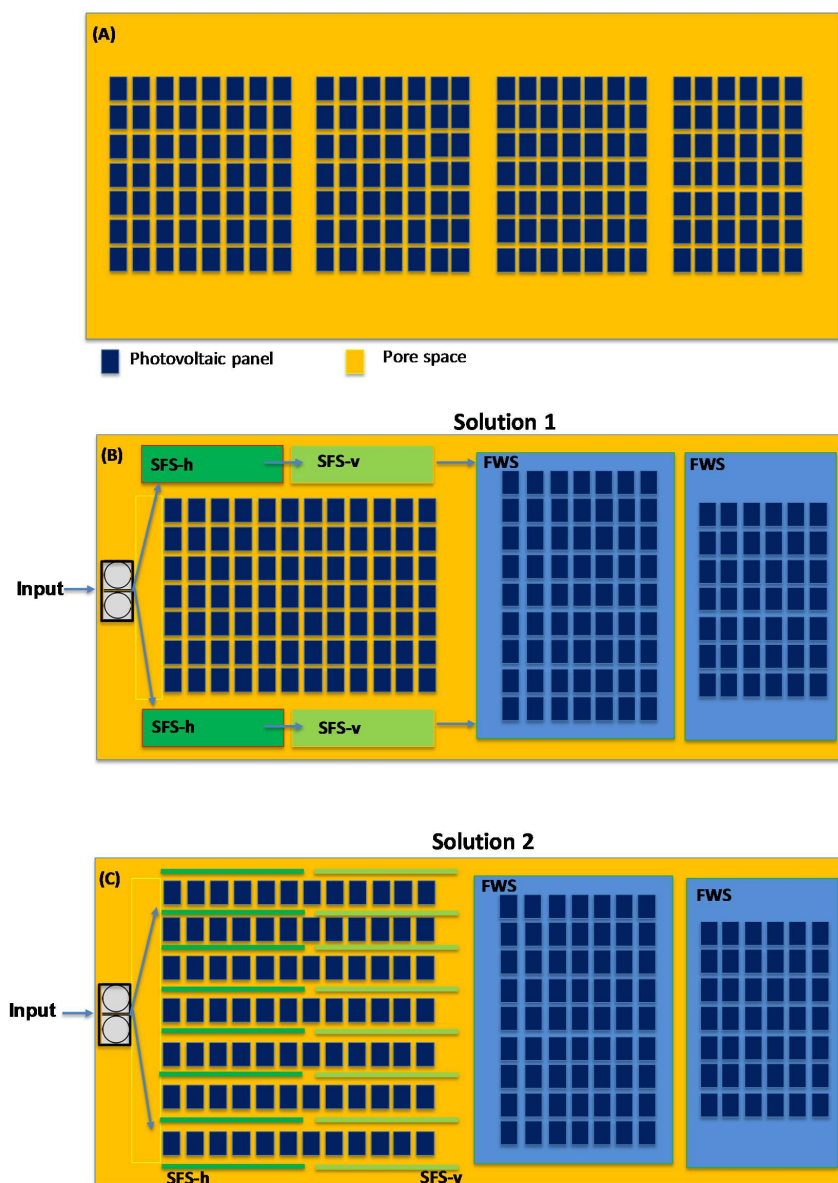 (A)
Photovoltaic panel
Pore space
Solution 1
(B)
SFS-h
SFS-v
FWS
FWS
Input
SFS-h
SFS-v
Solution 2
(C)
FWS
FWS
Input
SFS-h
SFS-v